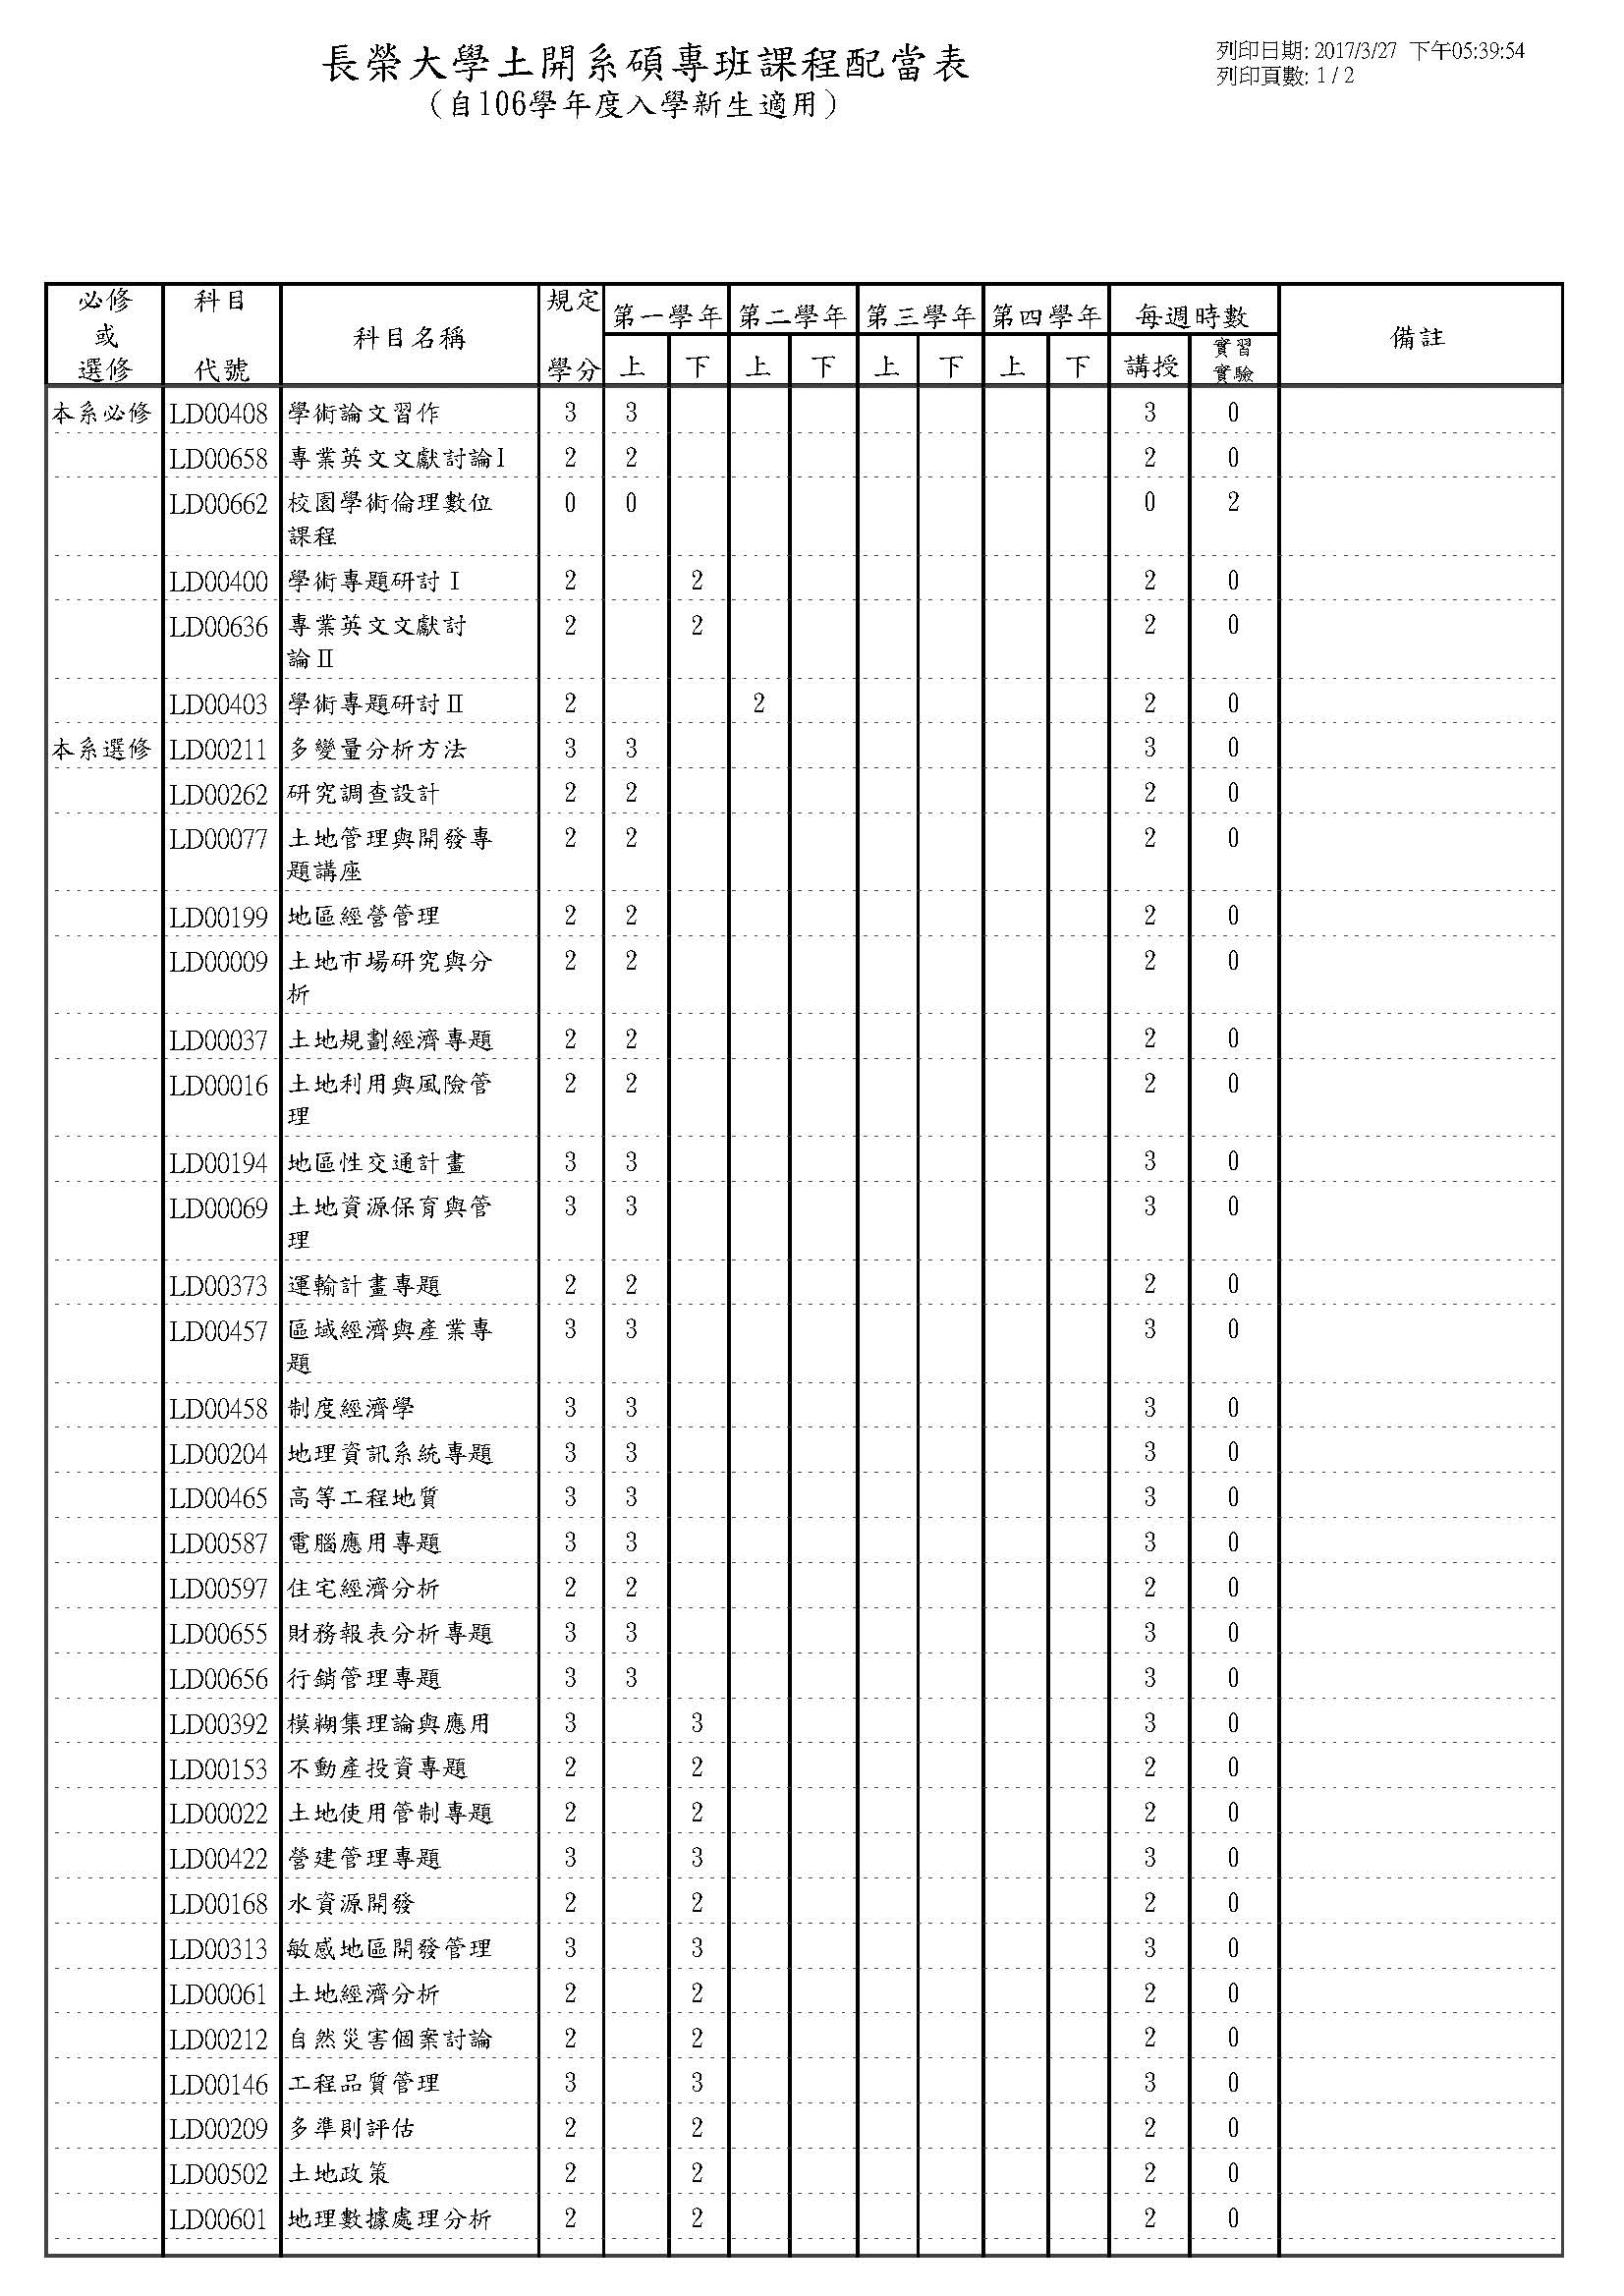 長榮大學土開系碩專班課程配當表
（自106學年度入學新生適用）
列印日期: 2017/3/27 下午05:39:54
列印頁數: 1 / 2
必修或選修 科目代號 科目名稱 規定學分 第一學年 第二學年 第三學年 第四學年 每週時數 備註
上 下 上 下 上 下 上 下 講授 實習實驗
本系必修 LD00408 學術論文習作 3 3 3 0
LD00658 專業英文文獻討論I 2 2 2 0
LD00662 校園學術倫理數位 0 0 0 2
課程
LD00400 學術專題研討Ⅰ 2 2 2 0
LD00636 專業英文文獻討 2 2 2 0
論Ⅱ
LD00403 學術專題研討Ⅱ 2 2 2 0
本系選修 LD00211 多變量分析方法 3 3 3 0
LD00262 研究調查設計 2 2 2 0
LD00077 土地管理與開發專 2 2 2 0
題講座
LD00199 地區經營管理 2 2 2 0
LD00009 土地市場研究與分 2 2 2 0
析
LD00037 土地規劃經濟專題 2 2 2 0
LD00016 土地利用與風險管 2 2 2 0
理
LD00194 地區性交通計畫 3 3 3 0
LD00069 土地資源保育與管 3 3 3 0
理
LD00373 運輸計畫專題 2 2 2 0
LD00457 區域經濟與產業專 3 3 3 0
題
LD00458 制度經濟學 3 3 3 0
LD00204 地理資訊系統專題 3 3 3 0
LD00465 高等工程地質 3 3 3 0
LD00587 電腦應用專題 3 3 3 0
LD00597 住宅經濟分析 2 2 2 0
LD00655 財務報表分析專題 3 3 3 0
LD00656 行銷管理專題 3 3 3 0
LD00392 模糊集理論與應用 3 3 3 0
LD00153 不動產投資專題 2 2 2 0
LD00022 土地使用管制專題 2 2 2 0
LD00422 營建管理專題 3 3 3 0
LD00168 水資源開發 2 2 2 0
LD00313 敏感地區開發管理 3 3 3 0
LD00061 土地經濟分析 2 2 2 0
LD00212 自然災害個案討論 2 2 2 0
LD00146 工程品質管理 3 3 3 0
LD00209 多準則評估 2 2 2 0
LD00502 土地政策 2 2 2 0
LD00601 地理數據處理分析 2 2 2 0